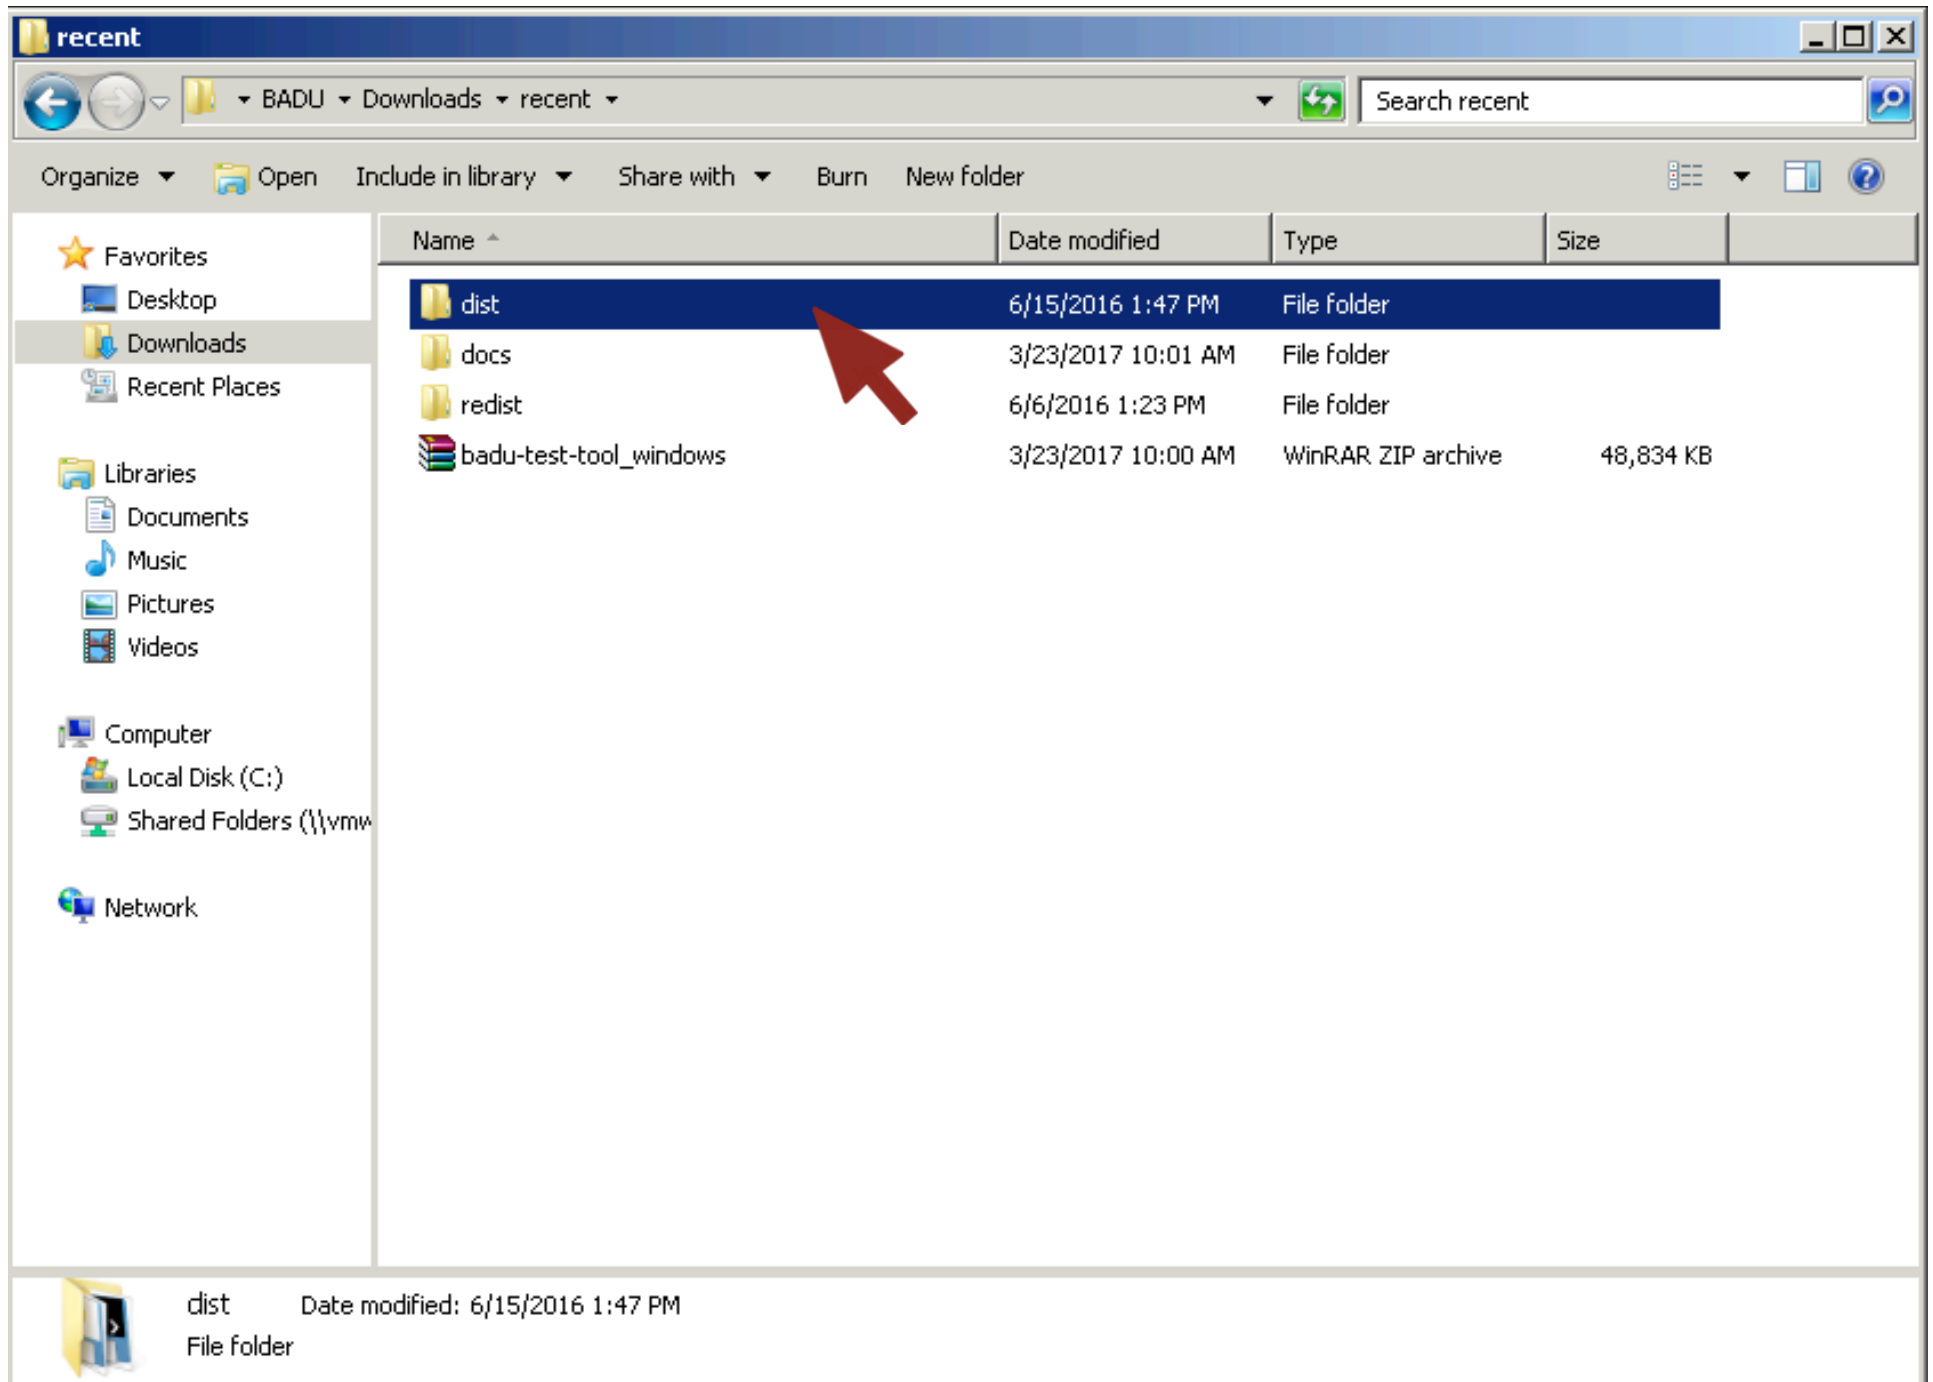 recent
BADU Downloads recent
Search recent
Organize Open Include in library Share with Burn New folder
Name Date modified Type Size
Favorites
Desktop
Downloads
Recent Places
Libraries
Documents
Music
Pictures
Videos
Computer
Local Disk (C:)
Shared Folders (\\vmw
Network
dist 6/15/2016 1:47 PM File folder
docs 3/23/2017 10:01 AM File folder
redist 6/6/2016 1:23 PM File folder
badu-test-tool_windows 3/23/2017 10:00 AM WinRAR ZIP archive 48,834 KB
dist Date modified: 6/15/2016 1:47 PM
File folder